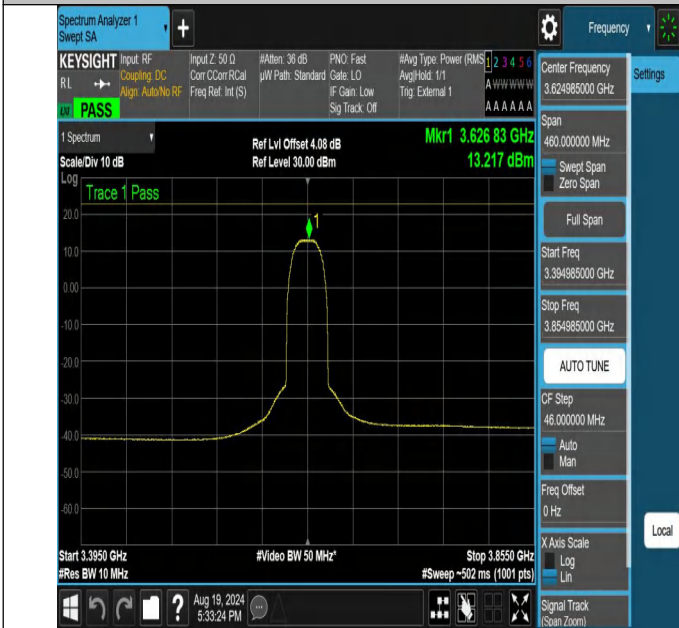 Spectrum Analyzer 1
Swept SA
+
Frequency
KEYSIGHT
RL
PASS
Input: RF
Coupling: DC
Align: Auto/No RF
Input Z: 50 Ω
Corr CCorr RCal
Freq Ref: Int (S)
#Atten: 36 dB
µW Path: Standard
PNO: Fast
Gate: LO
IF Gain: Low
Sig Track: Off
#Avg Type: Power (RMS
Avg|Hold: 1/1
Trig: External 1
1 2 3 4 5 6
A W W W W W
A A A A A A
Settings
1 Spectrum
Scale/Div 10 dB
Log
Ref Lvl Offset 4.08 dB
Ref Level 30.00 dBm
Mkr1 3.626 83 GHz
13.217 dBm
Trace 1 Pass
1
20.0
10.0
0.00
-10.0
-20.0
-30.0
-40.0
-50.0
-60.0
Start 3.3950 GHz
#Res BW 10 MHz
#Video BW 50 MHz*
Stop 3.8550 GHz
#Sweep ~502 ms (1001 pts)
Center Frequency
3.624985000 GHz
Span
460.000000 MHz
Swept Span
Zero Span
Full Span
Start Freq
3.394985000 GHz
Stop Freq
3.854985000 GHz
AUTO TUNE
CF Step
46.000000 MHz
Auto
Man
Freq Offset
0 Hz
X Axis Scale
Log
Lin
Signal Track
(Span Zoom)
Local
?
Aug 19, 2024
5:33:24 PM